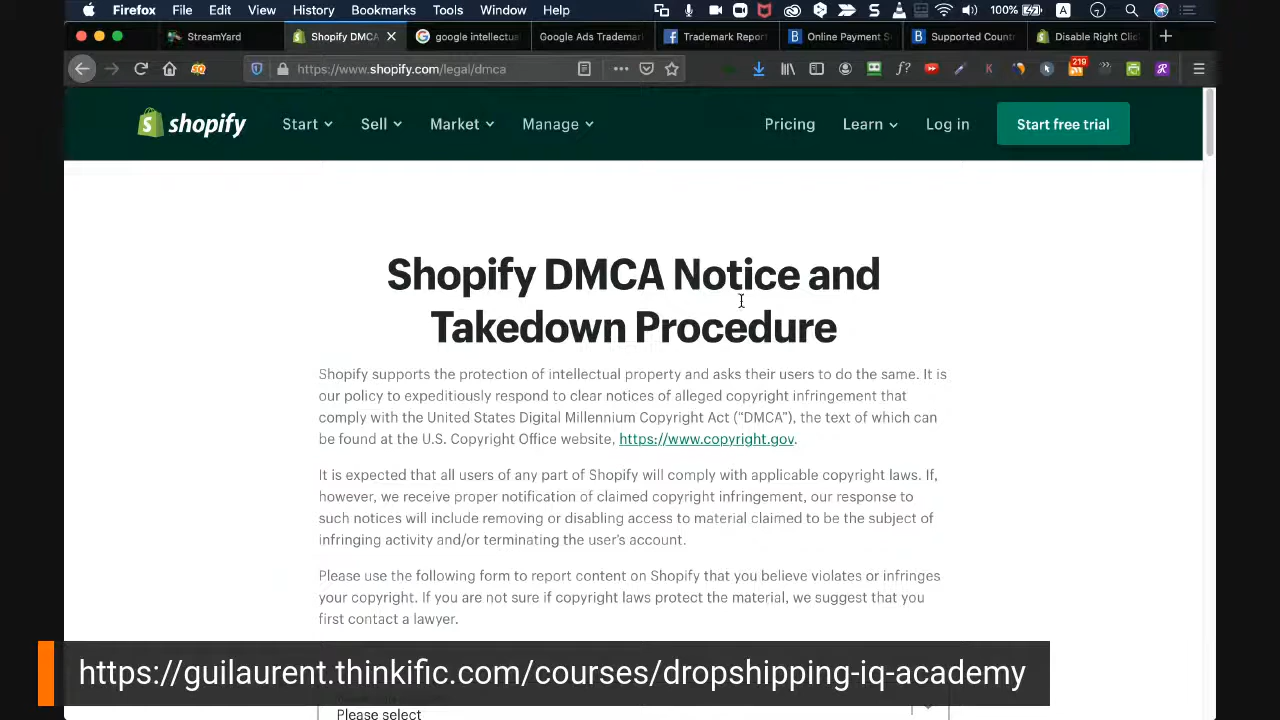 Firefox File Edit View History Bookmarks Tools Window Help 100% A
StreamYard Shopify DMCA google intellectual Google Ads Trademar Trademark Report Online Payment S Supported Count Disable Right Clic
https://www.shopify.com/legal/dmca 219
shopify Start Sell Market Manage Pricing Learn Log in Start free trial
Shopify DMCA Notice and
Takedown Procedure
Shopify supports the protection of intellectual property and asks their users to do the same. It is
our policy to expeditiously respond to clear notices of alleged copyright infringement that
comply with the United States Digital Millennium Copyright Act (“DMCA”), the text of which can
be found at the U.S. Copyright Office website, https://www.copyright.gov.
It is expected that all users of any part of Shopify will comply with applicable copyright laws. If,
however, we receive proper notification of claimed copyright infringement, our response to
such notices will include removing or disabling access to material claimed to be the subject of
infringing activity and/or terminating the user's account.
Please use the following form to report content on Shopify that you believe violates or infringes
your copyright. If you are not sure if copyright laws protect the material, we suggest that you
first contact a lawyer.
https://guilaurent.thinkific.com/courses/dropshipping-iq-academy
Please select